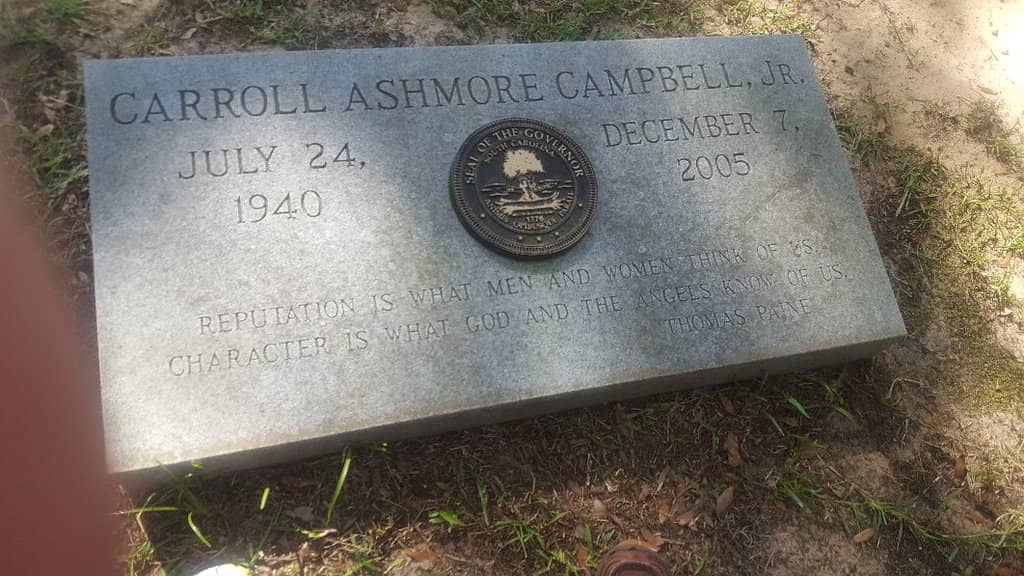 CARROLL ASHMORE CAMPBELL, JR.
JULY 24,
1940
DECEMBER 7,
2005
SEAL OF THE GOVERNOR
SOUTH CAROLINA
1776
REPUTATION IS WHAT MEN AND WOMEN THINK OF US.
CHARACTER IS WHAT GOD AND THE ANGELS KNOW OF US.
THOMAS PAINE